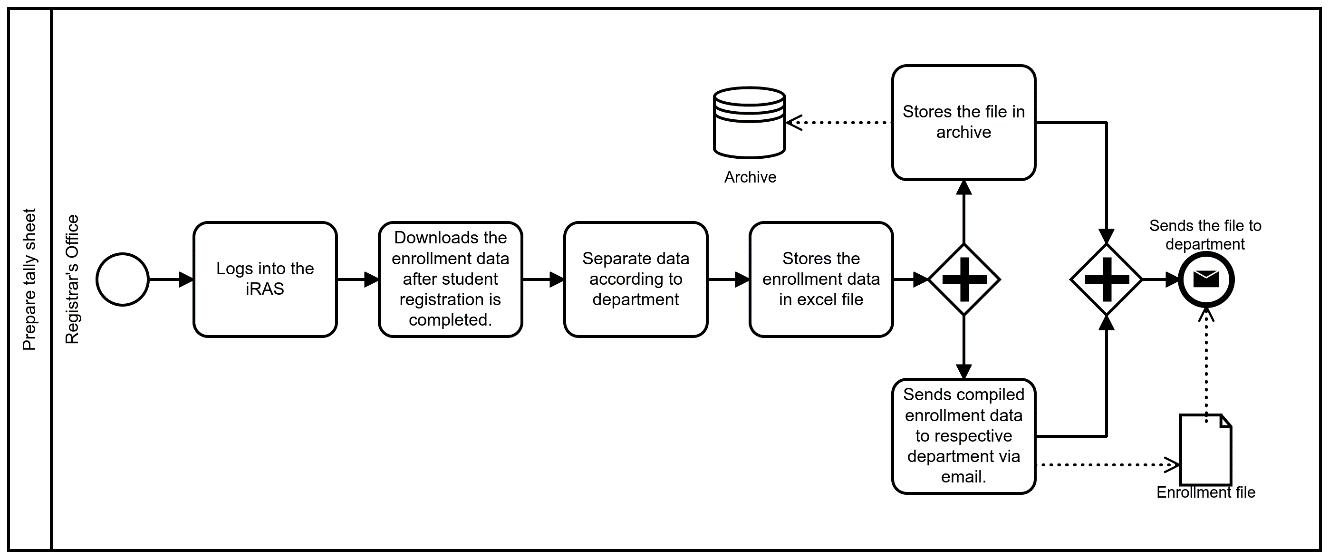 Prepare tally sheet
Registrar's Office
Logs into the
iRAS
Downloads the
enrollment data
after student
registration is
completed.
Separate data
according to
department
Stores the
enrollment data
in excel file
Stores the file in
archive
Archive
Sends compiled
enrollment data
to respective
department via
email.
Sends the file to
department
Enrollment file